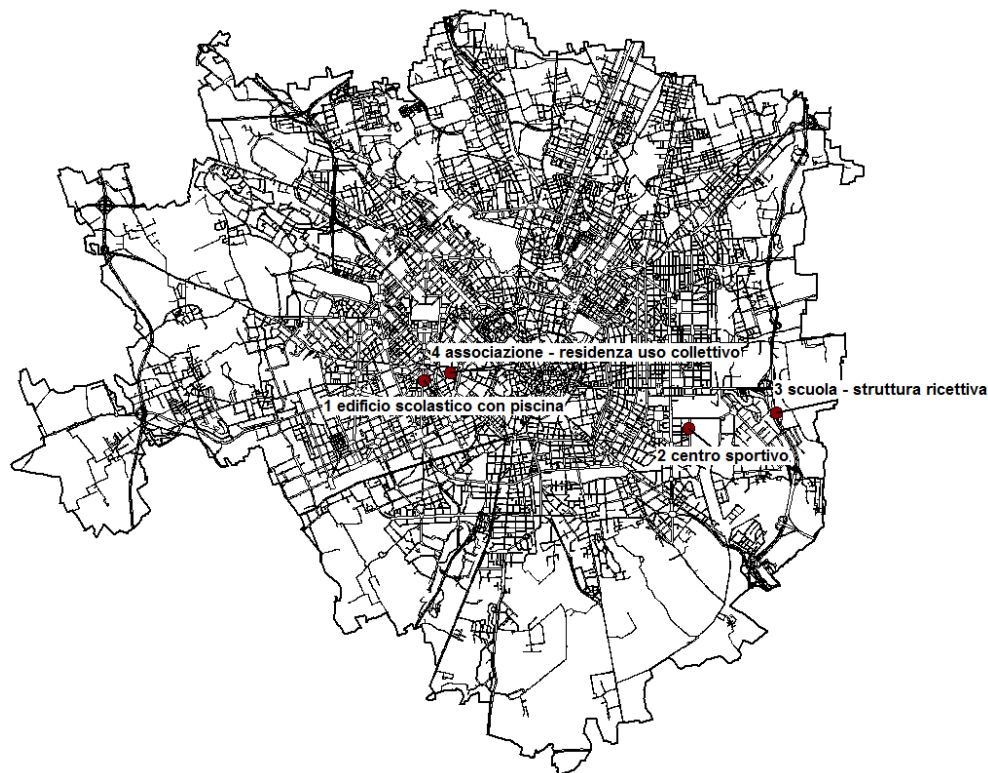 4 associazione - residenza uso collettivo
3 scuola - struttura ricettiva
1 edificio scolastico con piscina
2 centro sportivo